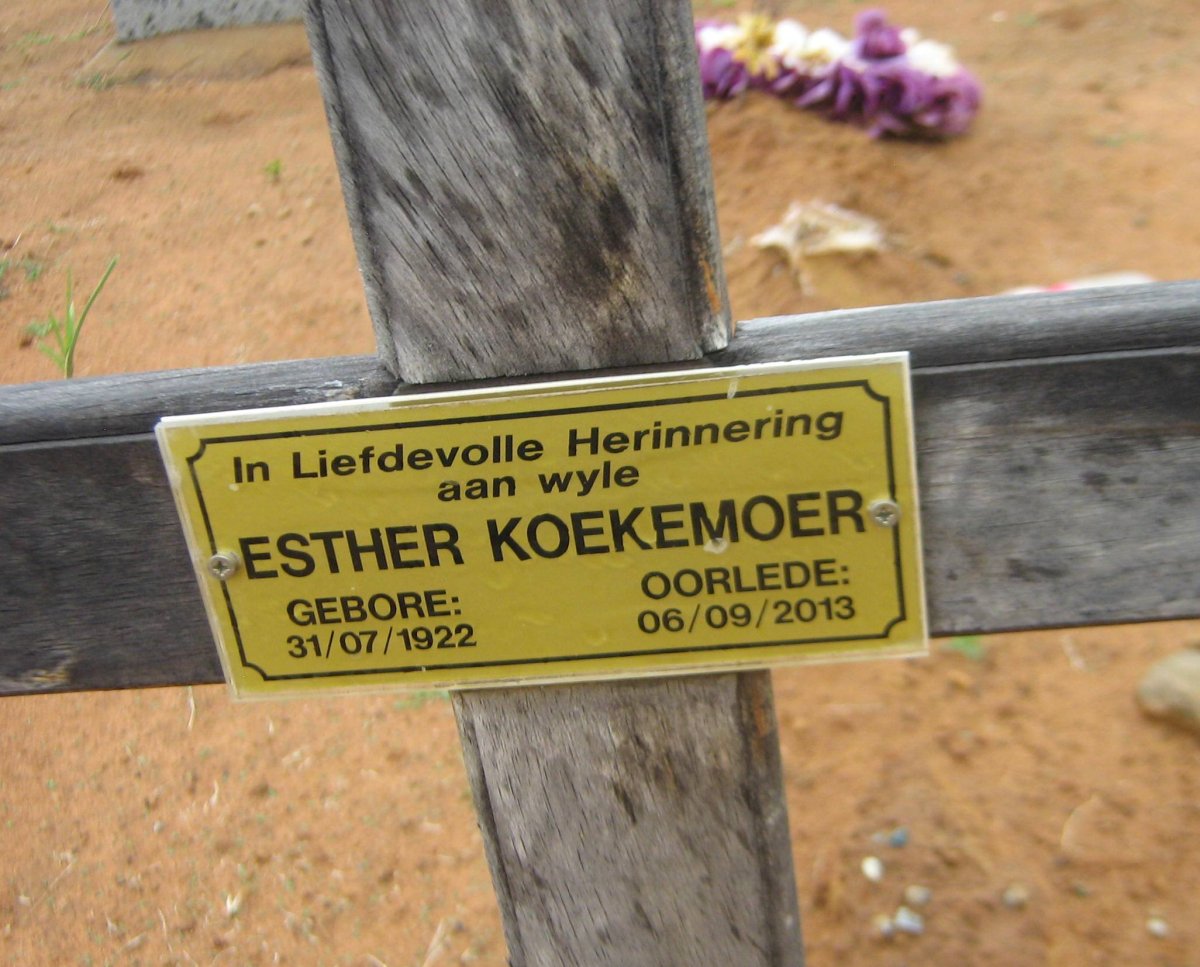 In Liefdevolle Herinnering
aan wyle
ESTHER KOEKEMOER
GEBORE: OORLEDE:
31/07/1922 06/09/2013